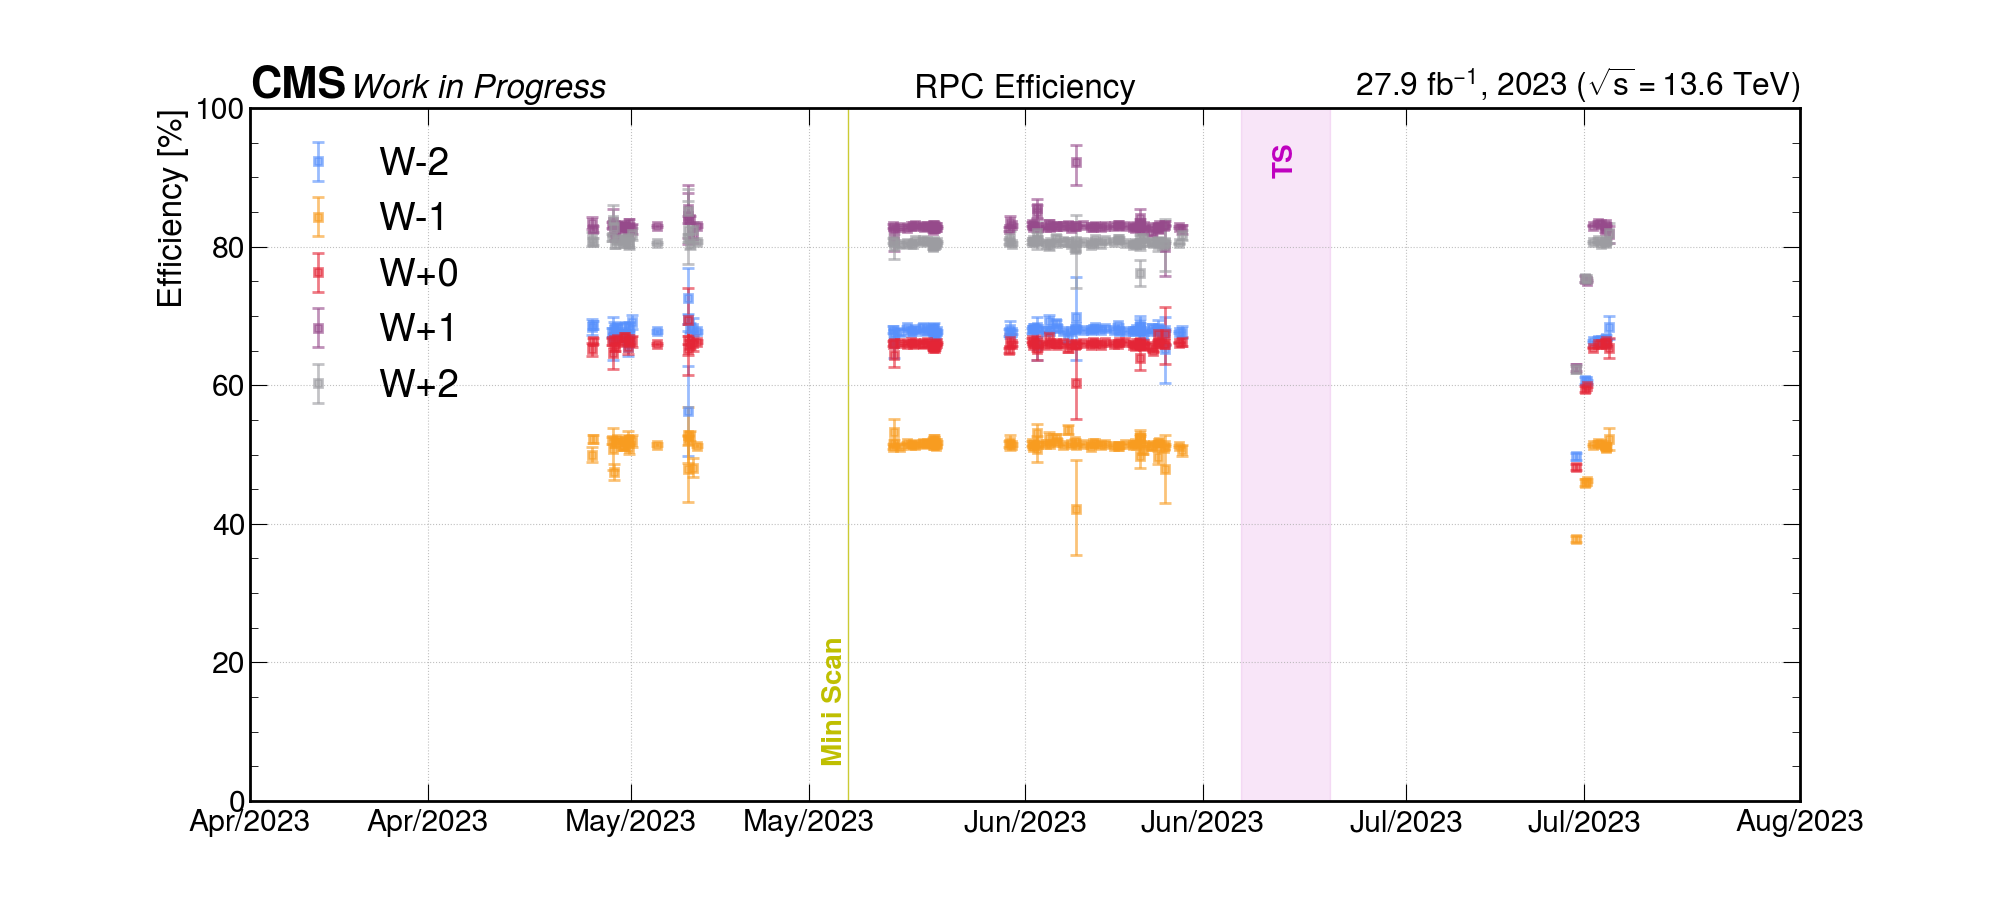 CMS Work in Progress
RPC Efficiency
27.9 fb⁻¹, 2023 (√s = 13.6 TeV)
Efficiency [%]
100
80
60
40
20
0
W-2
W-1
W+0
W+1
W+2
Mini Scan
TS
Apr/2023 Apr/2023 May/2023 May/2023 Jun/2023 Jun/2023 Jul/2023 Jul/2023 Aug/2023